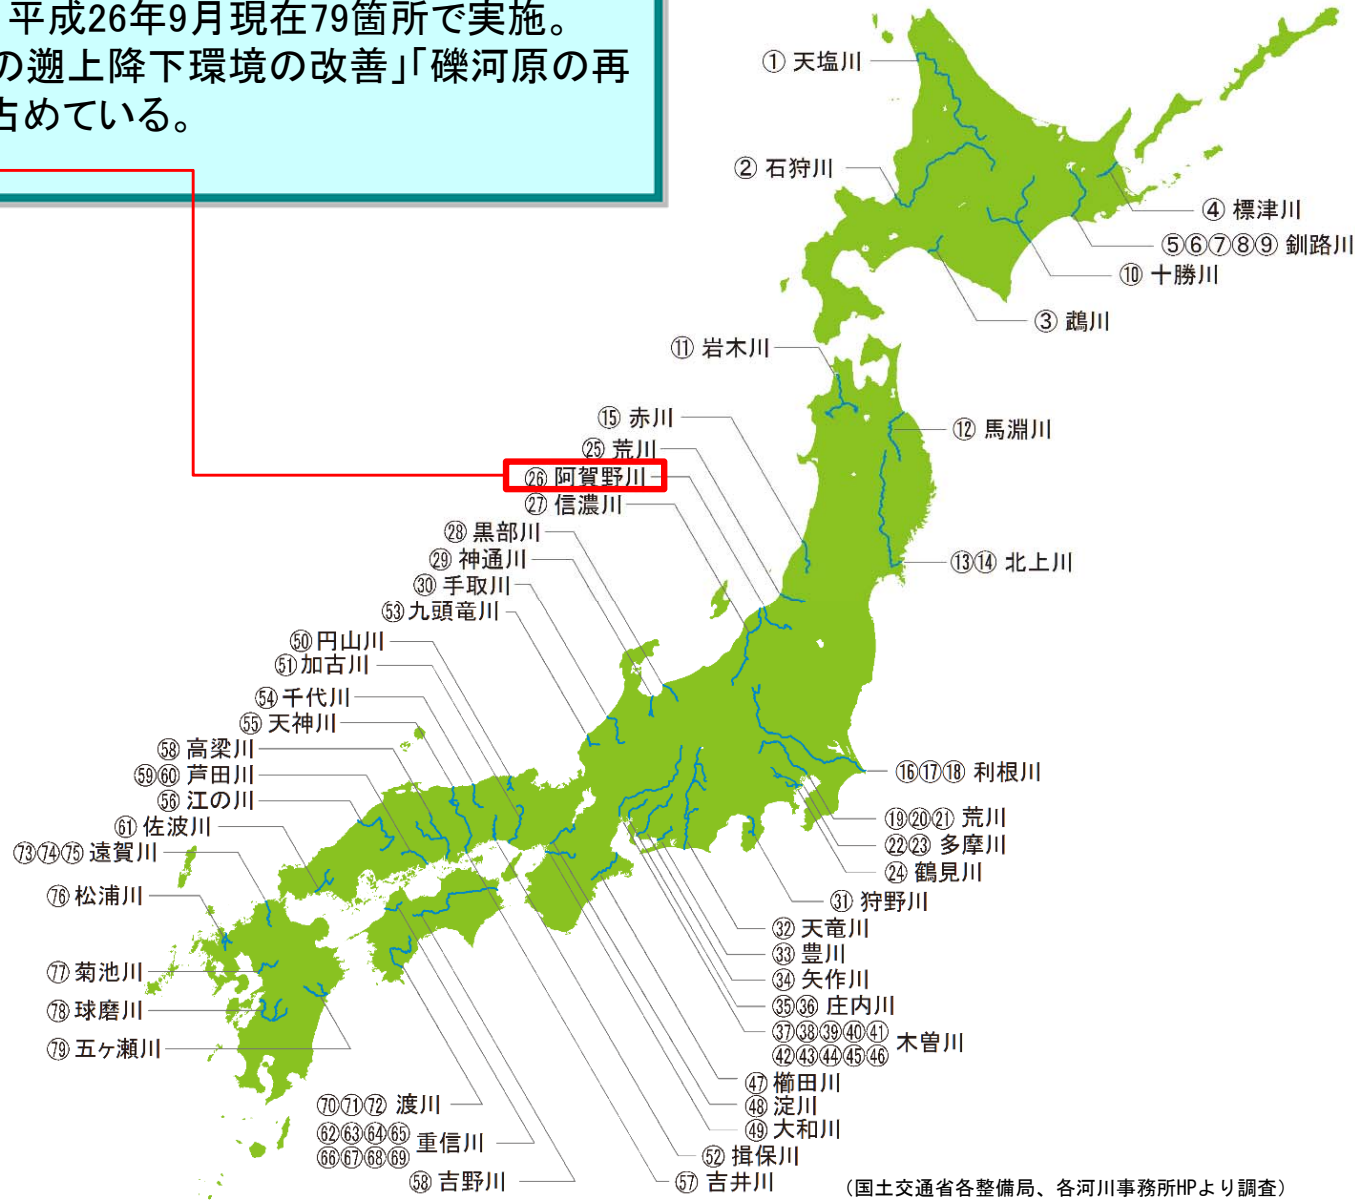 平成26年9月現在79箇所で実施。
の遡上降下環境の改善」「礫河原の再
占めている。
① 天塩川
② 石狩川
④ 標津川
⑤⑥⑦⑧⑨ 釧路川
⑩ 十勝川
③ 鵡川
⑪ 岩木川
⑮ 赤川
⑫ 馬淵川
㉕ 荒川
㉖ 阿賀野川
㉗ 信濃川
㉘ 黒部川
㉙ 神通川
⑬⑭ 北上川
㉚ 手取川
㊳ 九頭竜川
㊿ 円山川
51 加古川
54 千代川
55 天神川
58 高梁川
59 60 芦田川
56 江の川
61 佐波川
73 74 75 遠賀川
76 松浦川
77 菊池川
78 球磨川
79 五ヶ瀬川
⑯⑰⑱ 利根川
⑲⑳㉑ 荒川
㉒㉓ 多摩川
㉔ 鶴見川
㉛ 狩野川
㉜ 天竜川
㉝ 豊川
㉞ 矢作川
㉟㊱ 庄内川
㊲㊳㊴㊵㊶
㊷㊸㊹㊺㊻ 木曽川
㊼ 櫛田川
㊽ 淀川
㊾ 大和川
52 揖保川
57 吉井川
70 71 72 渡川
62 63 64 65
66 67 68 69 重信川
58 吉野川
（国土交通省各整備局、各河川事務所HPより調査）